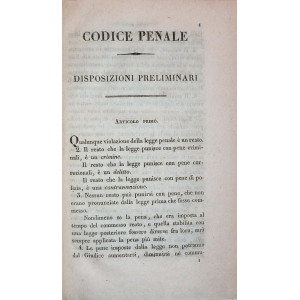 1
CODICE PENALE
DISPOSIZIONI PRELIMINARI
ARTICOLO PRIMO.
Qualunque violazione della legge penale è un reato
2. Il reato che la legge punisce con pene crimi-
nali, è un crimine.
Il reato che la legge punisce con pene cor-
rezionali, è un delitto.
Il reato che la legge punisce con pene di po-
lizia, è una contravvenzione.
3. Nessun reato può punirsi con pene, che non
erano pronunziate dalla legge prima che fosse com-
messo.
Nondimeno se la pena, che era imposta al
tempo del commesso reato, e quella stabilita con
una legge posteriore fossero diverse fra loro, sarà
sempre applicata la pena più mite.
4. Le pene imposte dalla legge non potranno
dal Giudice aumentarsi, diminuirsi nè
1